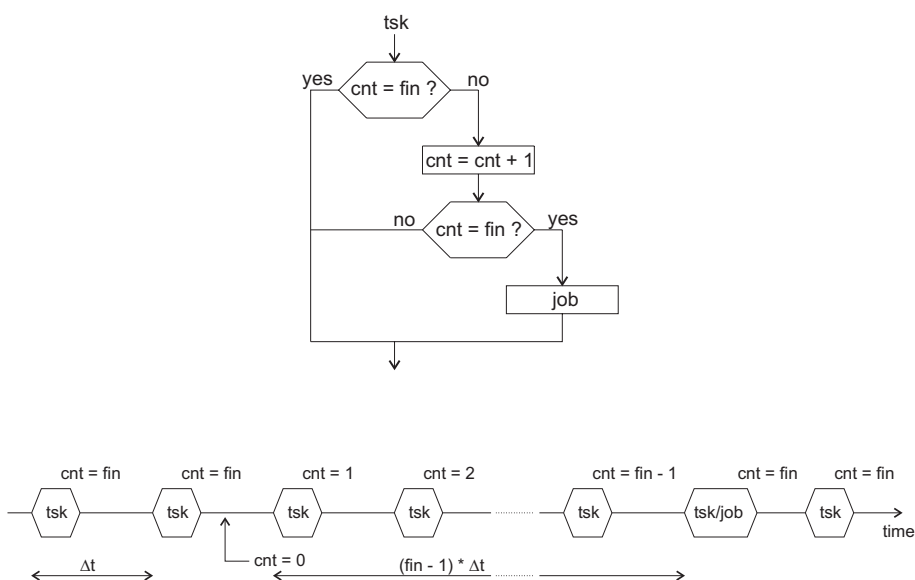 tsk
yes
cnt = fin ?
no
cnt = cnt + 1
no
cnt = fin ?
yes
job
cnt = fin
cnt = fin
cnt = 1
cnt = 2
cnt = fin - 1
cnt = fin
cnt = fin
tsk
tsk
tsk
tsk
tsk
tsk/job
tsk
time
cnt = 0
Δt
(fin - 1) * Δt